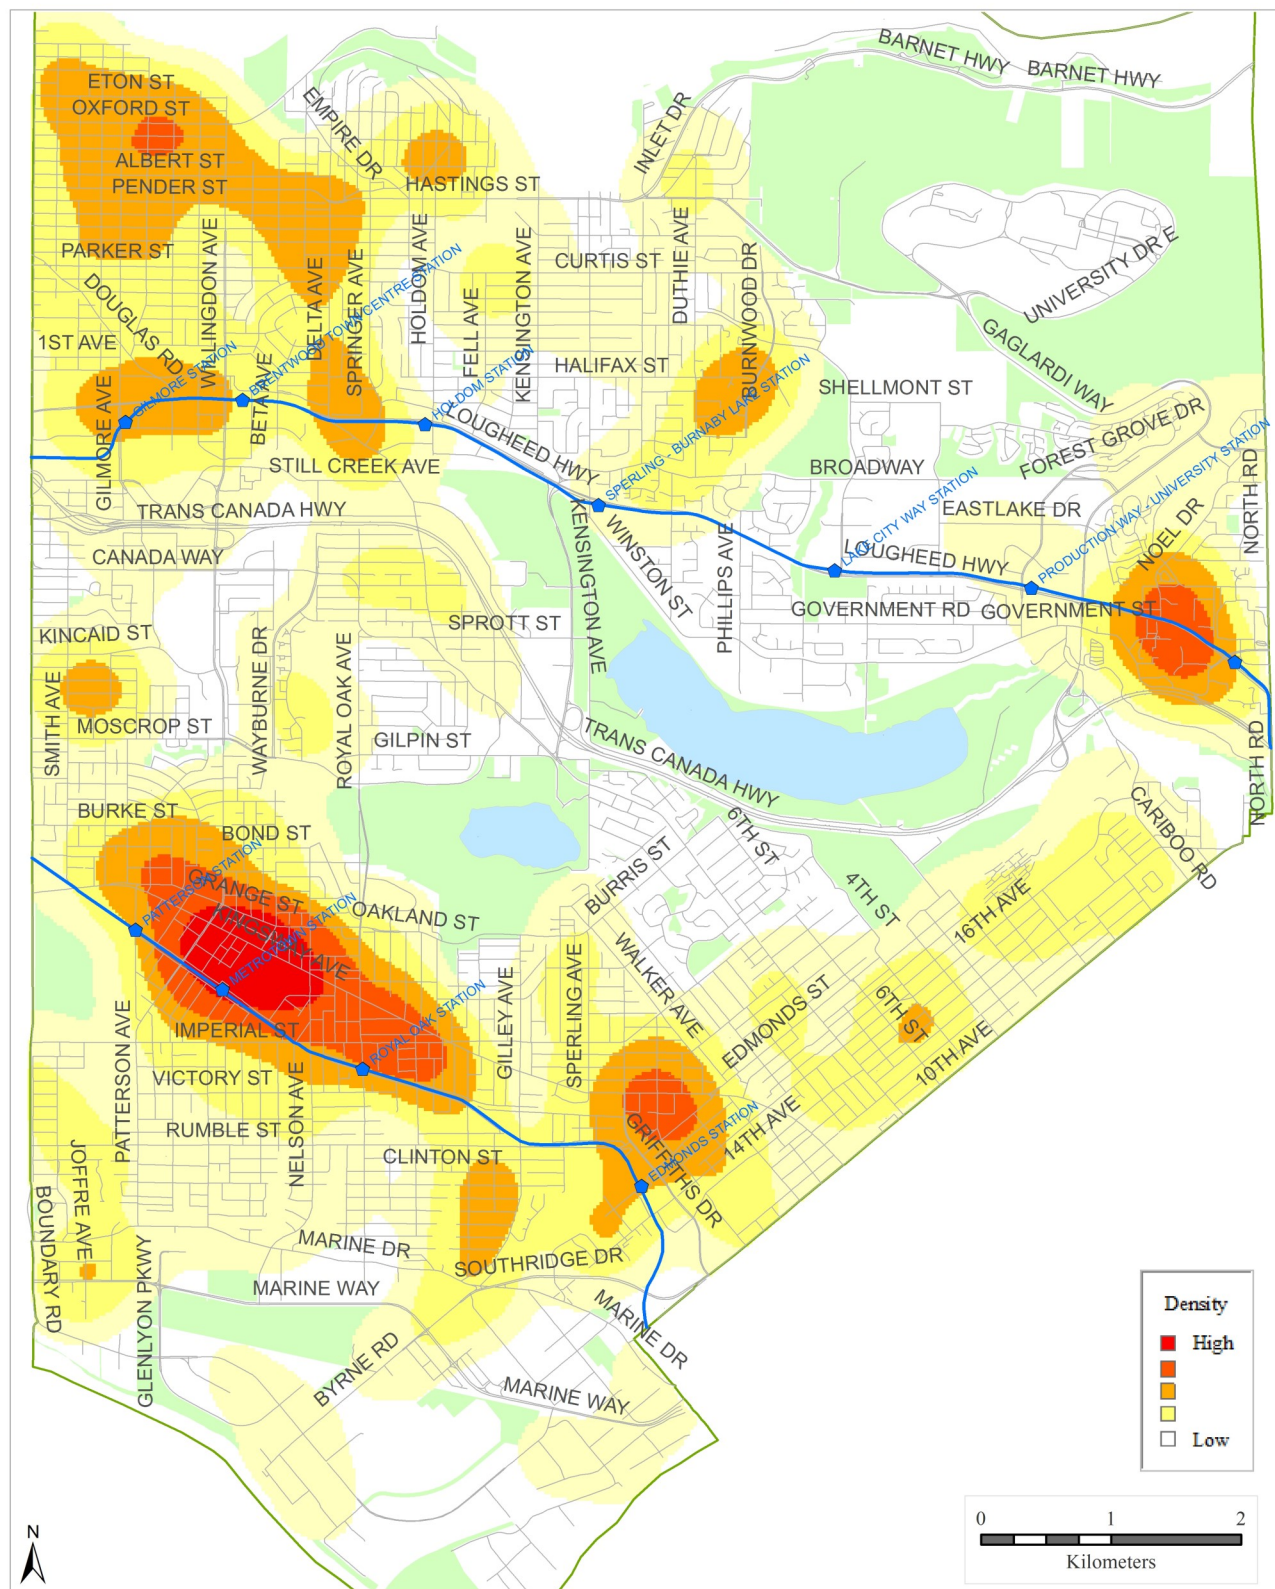 BARNET HWY
BARNET HWY
ETON ST
OXFORD ST
EMPIRE DR
INLET DR
ALBERT ST
PENDER ST
HASTINGS ST
PARKER ST
WILLINGDON AVE
DELTA AVE
SPRINGER AVE
HOLDOM AVE
KENSINGTON AVE
CURTIS ST
DUTHIE AVE
BURNWOOD DR
UNIVERSITY DR E
DOUGLAS RD
1ST AVE
GILMORE STATION
BRENTWOOD TOWN CENTRE STATION
FELL AVE
HOLDOM STATION
HALIFAX ST
GAGLARDI WAY
SHELLMONT ST
GILMORE AVE
BETA AVE
LOUGHEED HWY
SPERLING - BURNABY LAKE STATION
FOREST GROVE DR
STILL CREEK AVE
BROADWAY
NORTH RD
TRANS CANADA HWY
KENSINGTON AVE
WINSTON ST
LAKE CITY WAY STATION
EASTLAKE DR
PRODUCTION WAY - UNIVERSITY STATION
NOEL DR
CANADA WAY
PHILLIPS AVE
LOUGHEED HWY
GOVERNMENT RD
GOVERNMENT ST
KINCAID ST
SPROTT ST
WAYBURNE DR
ROYAL OAK AVE
SMITH AVE
MOSCROP ST
GILPIN ST
TRANS CANADA HWY
NORTH RD
BURKE ST
BOND ST
6TH ST
CARIBOO RD
PATTERSON STATION
GRANGE ST
KINGSWAY AVE
METROTOWN STATION
OAKLAND ST
BURRIS ST
4TH ST
16TH AVE
WALKER AVE
SPERLING AVE
GILLEY AVE
ROYAL OAK STATION
EDMONDS ST
6TH ST
10TH AVE
PATTERSON AVE
IMPERIAL ST
VICTORY ST
NELSON AVE
RUMBLE ST
CLINTON ST
GRIFFITHS DR
EDMONDS STATION
14TH AVE
JOFFRE AVE
BOUNDARY RD
GLENLYON PKWY
MARINE DR
SOUTHRIDGE DR
MARINE WAY
MARINE DR
BYRNE RD
MARINE WAY
Density
High
Low
N
0 1 2
Kilometers